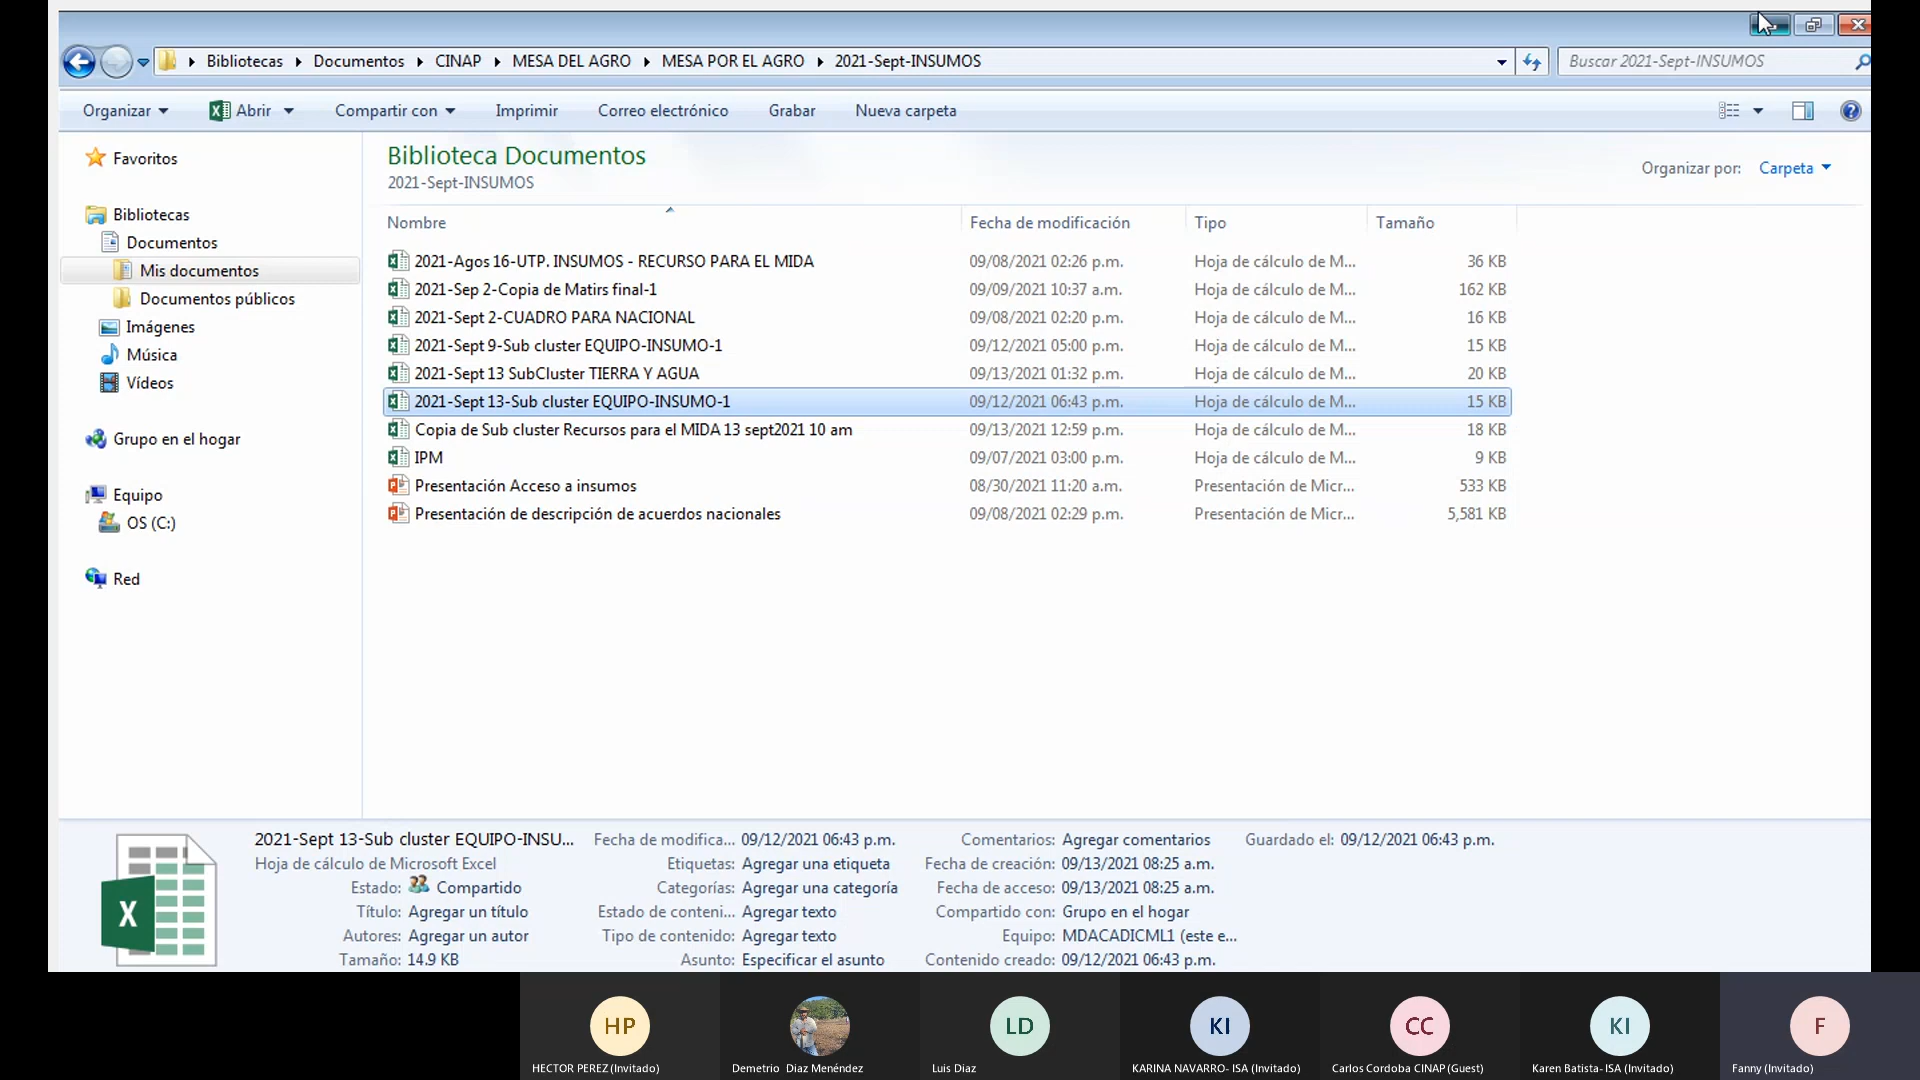 Bibliotecas Documentos CINAP MESA DEL AGRO MESA POR EL AGRO 2021-Sept-INSUMOS Buscar 2021-Sept-INSUMOS
Organizar Abrir Compartir con Imprimir Correo electrónico Grabar Nueva carpeta
Favoritos
Bibliotecas
Documentos
Mis documentos
Documentos públicos
Imágenes
Música
Vídeos
Grupo en el hogar
Equipo
OS (C:)
Red
Biblioteca Documentos
2021-Sept-INSUMOS
Organizar por: Carpeta
Nombre Fecha de modificación Tipo Tamaño
2021-Agos 16-UTP. INSUMOS - RECURSO PARA EL MIDA 09/08/2021 02:26 p.m. Hoja de cálculo de M... 36 KB
2021-Sep 2-Copia de Matirs final-1 09/09/2021 10:37 a.m. Hoja de cálculo de M... 162 KB
2021-Sept 2-CUADRO PARA NACIONAL 09/08/2021 02:20 p.m. Hoja de cálculo de M... 16 KB
2021-Sept 9-Sub cluster EQUIPO-INSUMO-1 09/12/2021 05:00 p.m. Hoja de cálculo de M... 15 KB
2021-Sept 13 SubCluster TIERRA Y AGUA 09/13/2021 01:32 p.m. Hoja de cálculo de M... 20 KB
2021-Sept 13-Sub cluster EQUIPO-INSUMO-1 09/12/2021 06:43 p.m. Hoja de cálculo de M... 15 KB
Copia de Sub cluster Recursos para el MIDA 13 sept2021 10 am 09/13/2021 12:59 p.m. Hoja de cálculo de M... 18 KB
IPM 09/07/2021 03:00 p.m. Hoja de cálculo de M... 9 KB
Presentación Acceso a insumos 08/30/2021 11:20 a.m. Presentación de Micr... 533 KB
Presentación de descripción de acuerdos nacionales 09/08/2021 02:29 p.m. Presentación de Micr... 5,581 KB
2021-Sept 13-Sub cluster EQUIPO-INSU... Fecha de modifica... 09/12/2021 06:43 p.m. Comentarios: Agregar comentarios Guardado el: 09/12/2021 06:43 p.m.
Hoja de cálculo de Microsoft Excel Etiquetas: Agregar una etiqueta Fecha de creación: 09/13/2021 08:25 a.m.
Estado: Compartido Categorías: Agregar una categoría Fecha de acceso: 09/13/2021 08:25 a.m.
Título: Agregar un título Estado de conteni... Agregar texto Compartido con: Grupo en el hogar
Autores: Agregar un autor Tipo de contenido: Agregar texto Equipo: MDACADICML1 (este e...
Tamaño: 14.9 KB Asunto: Especificar el asunto Contenido creado: 09/12/2021 06:43 p.m.
X
HP LD KI CC KI F
HECTOR PEREZ (Invitado) Demetrio Diaz Menéndez Luis Diaz KARINA NAVARRO- ISA (Invitado) Carlos Cordoba CINAP (Guest) Karen Batista- ISA (Invitado) Fanny (Invitado)